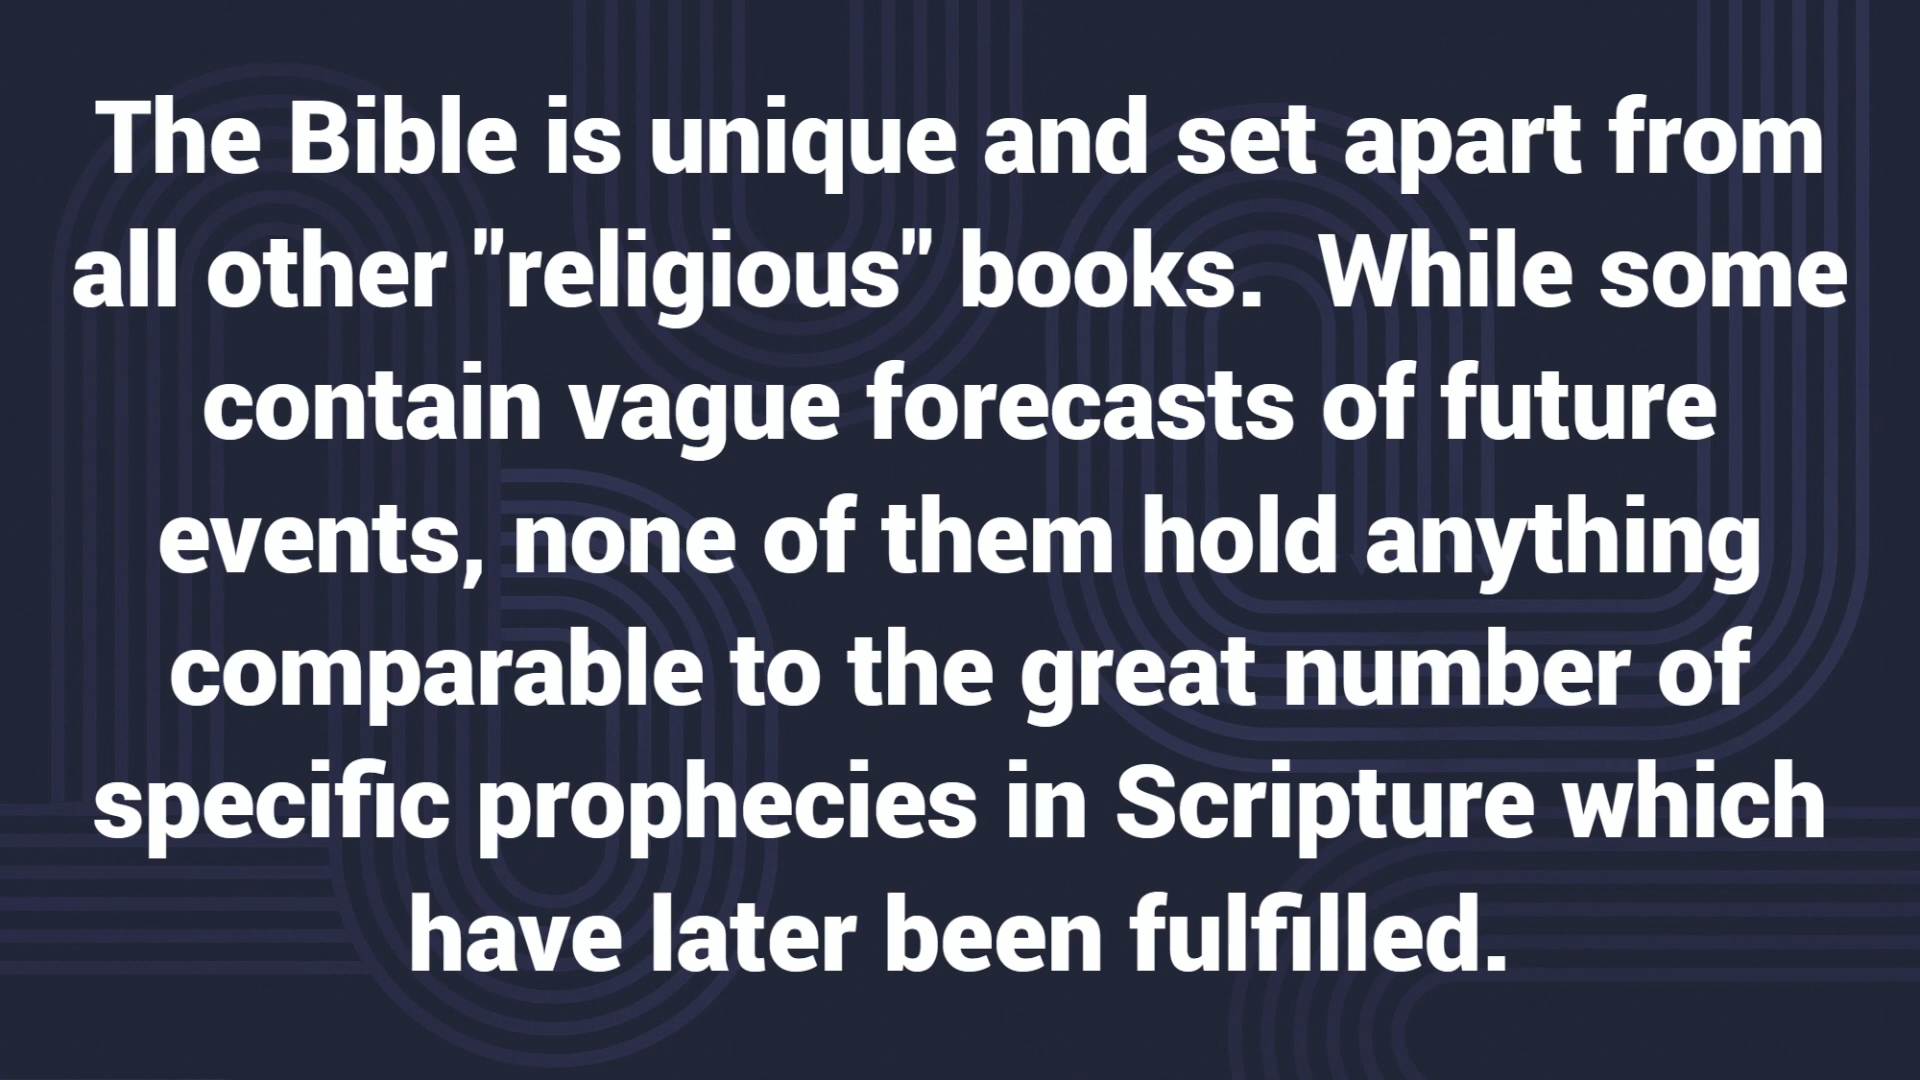 The Bible is unique and set apart from
all other "religious" books.  While some
contain vague forecasts of future
events, none of them hold anything
comparable to the great number of
specific prophecies in Scripture which
have later been fulfilled.